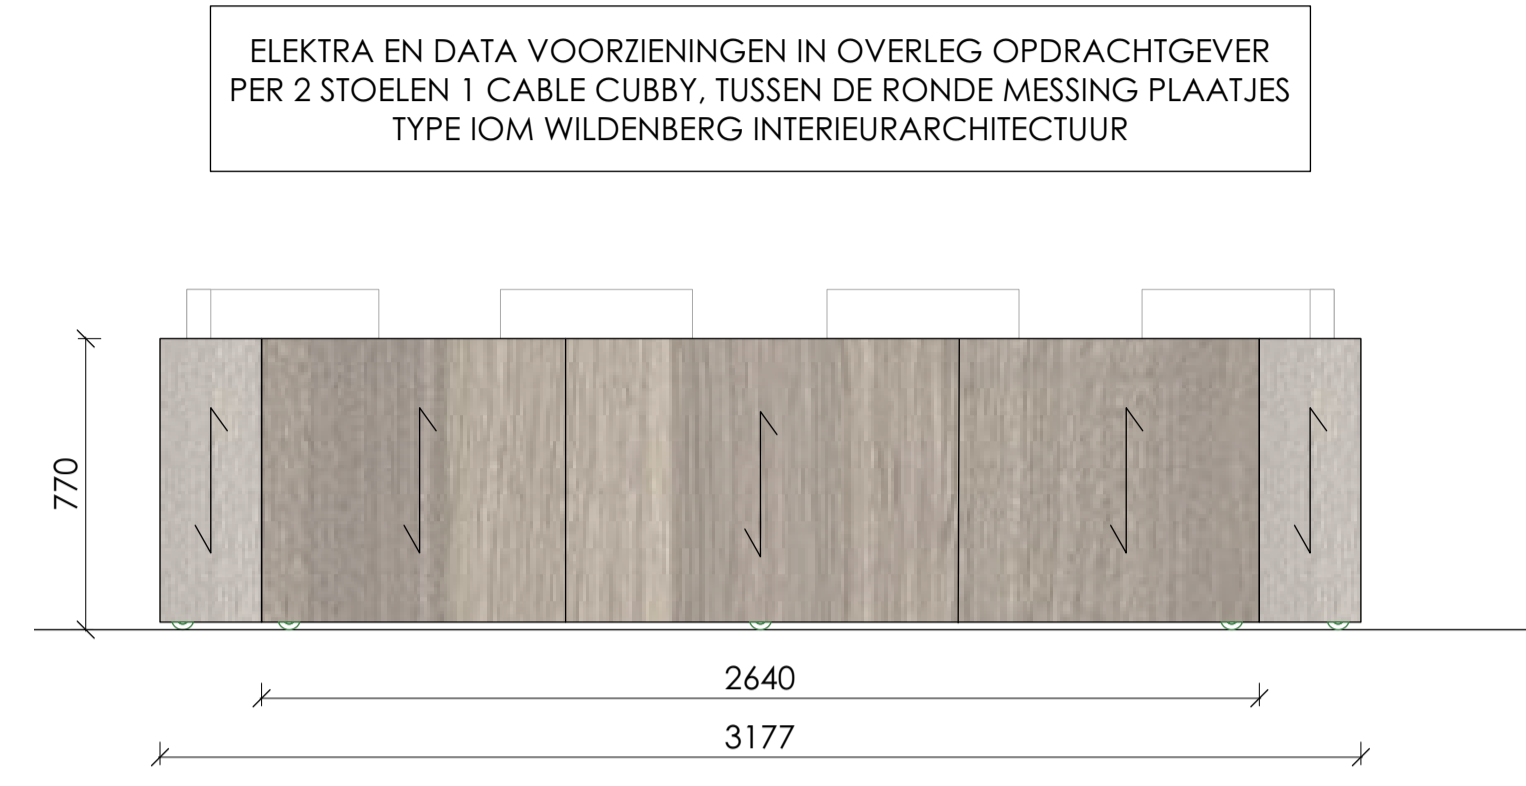 ELEKTRA EN DATA VOORZIENINGEN IN OVERLEG OPDRACHTGEVER
PER 2 STOELEN 1 CABLE CUBBY, TUSSEN DE RONDE MESSING PLAATJES
TYPE IOM WILDENBERG INTERIEURARCHITECTUUR
770
2640
3177